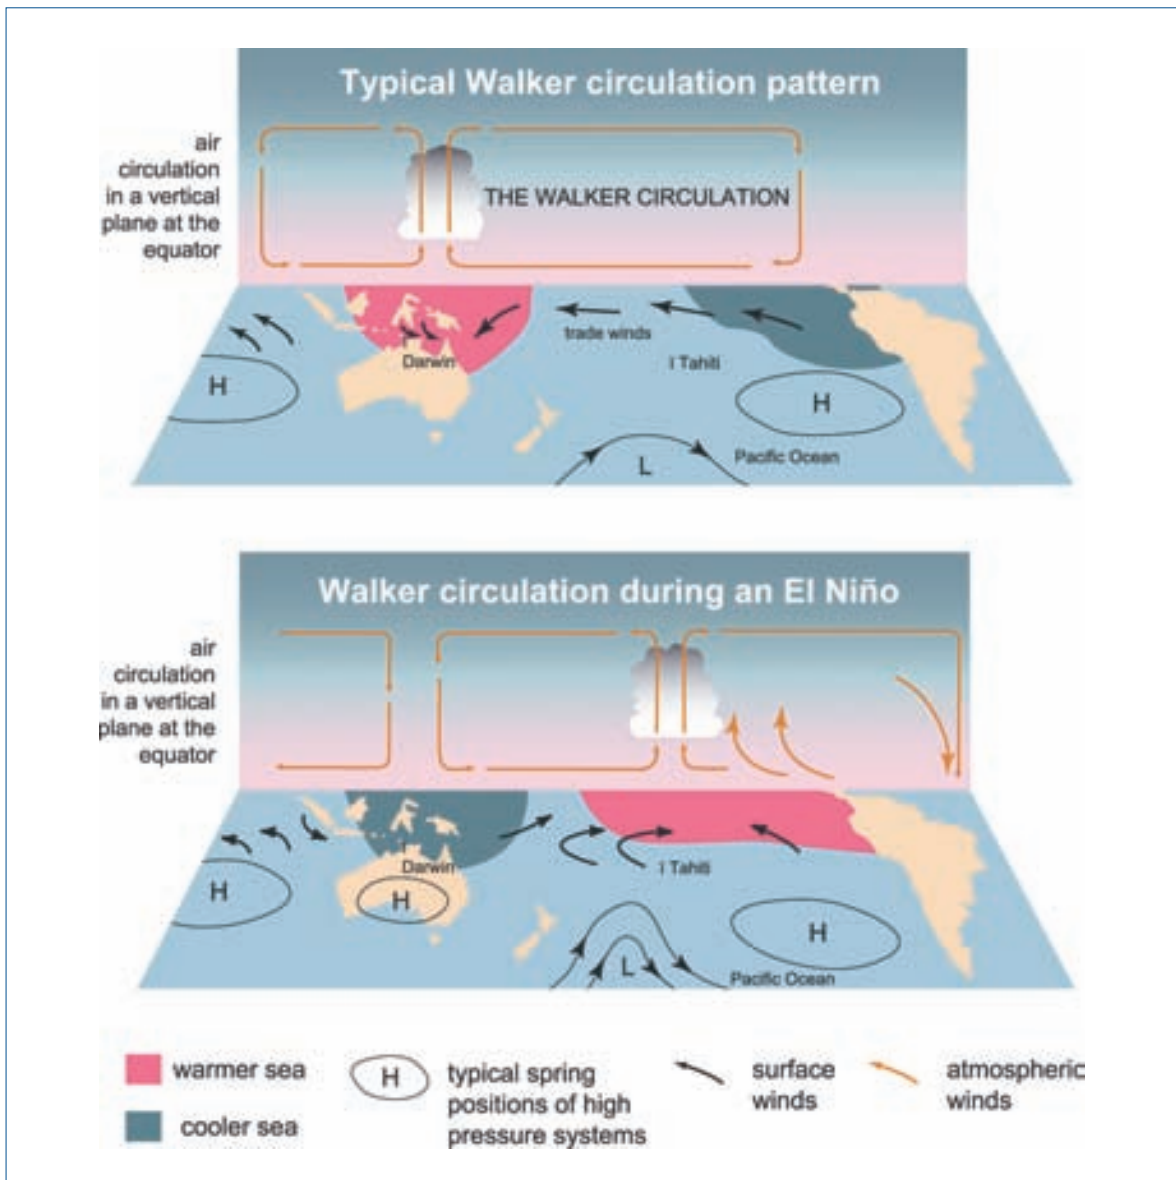 Typical Walker circulation pattern
air
circulation
in a vertical
plane at the
equator
THE WALKER CIRCULATION
trade winds
Darwin
Tahiti
H
H
L
Pacific Ocean
Walker circulation during an El Niño
air
circulation
in a vertical
plane at the
equator
Darwin
Tahiti
H
H
H
L
Pacific Ocean
warmer sea
cooler sea
H
typical spring
positions of high
pressure systems
surface
winds
atmospheric
winds